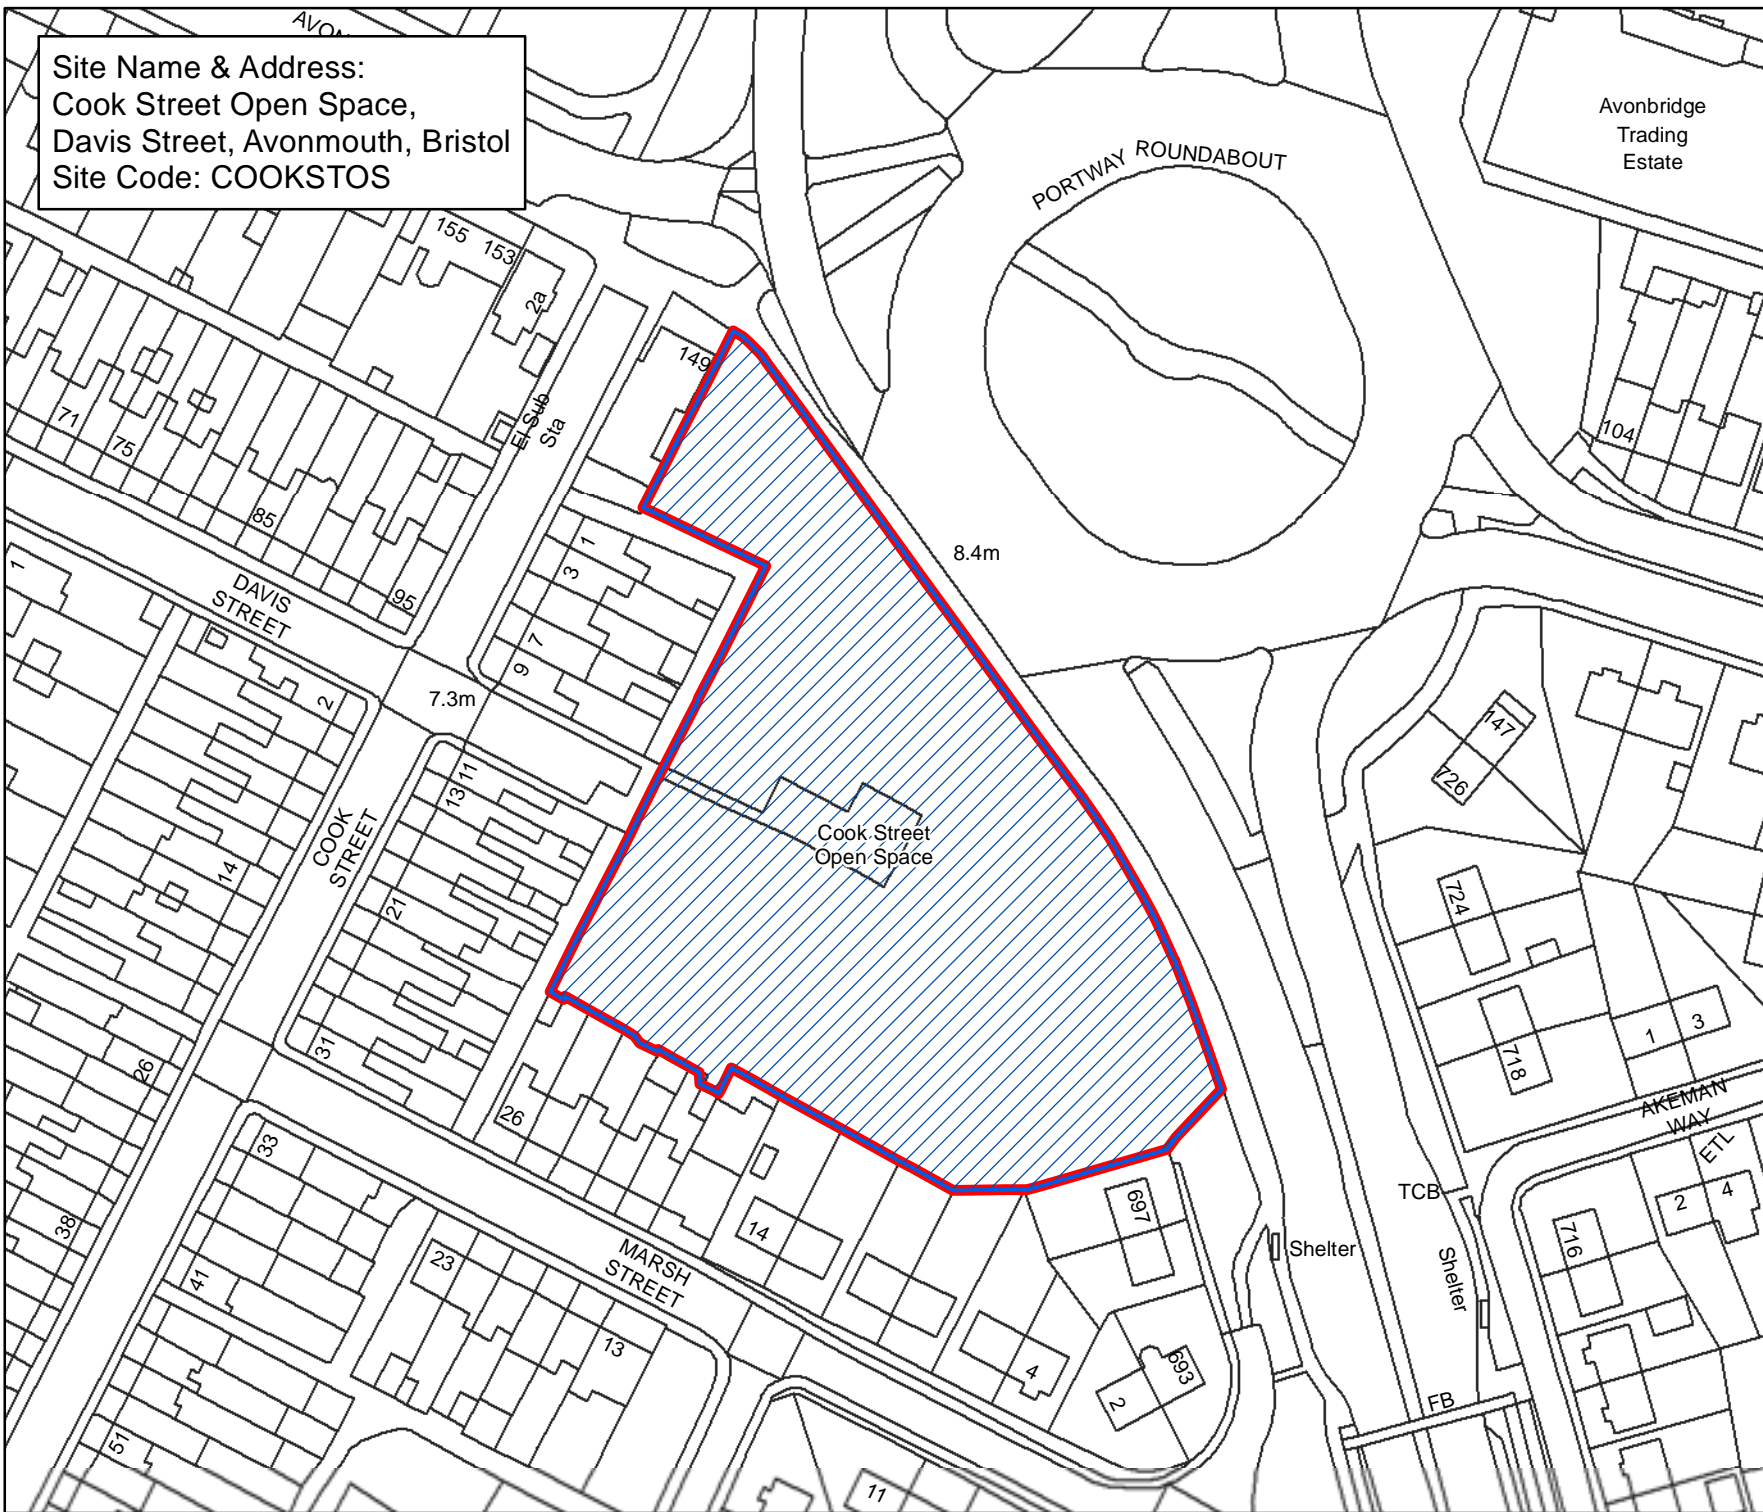 AVON
Site Name & Address:
Cook Street Open Space,
Davis Street, Avonmouth, Bristol
Site Code: COOKSTOS
Avonbridge
Trading
Estate
PORTWAY ROUNDABOUT
155
153
2a
149
El Sub
Sta
71
75
85
95
104
DAVIS
STREET
1
1
3
7
9
8.4m
7.3m
2
147
726
11
13
COOK
STREET
14
21
Cook Street
Open Space
724
31
26
718
1
3
AKEMAN
WAY
ETL
26
33
38
41
TCB
2
4
697
14
716
Shelter
Shelter
MARSH
STREET
23
13
4
693
2
FB
51
11